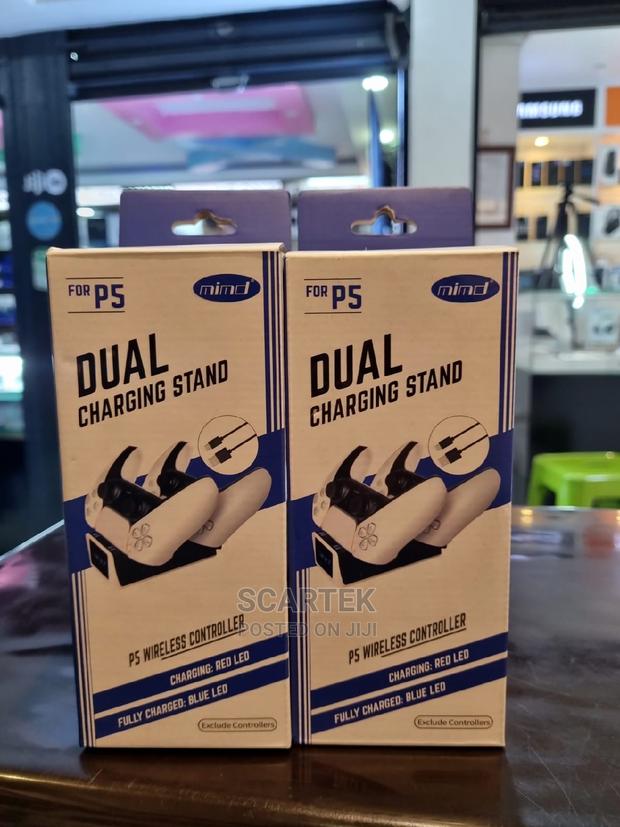 SAMSUNG
FOR P5
mimd
DUAL
CHARGING STAND
P5 WIRELESS CONTROLLER
CHARGING: RED LED
FULLY CHARGED: BLUE LED
Exclude Controllers
FOR P5
mimd
DUAL
CHARGING STAND
P5 WIRELESS CONTROLLER
CHARGING: RED LED
FULLY CHARGED: BLUE LED
Exclude Controllers
SCARTEK
POSTED ON JIJI